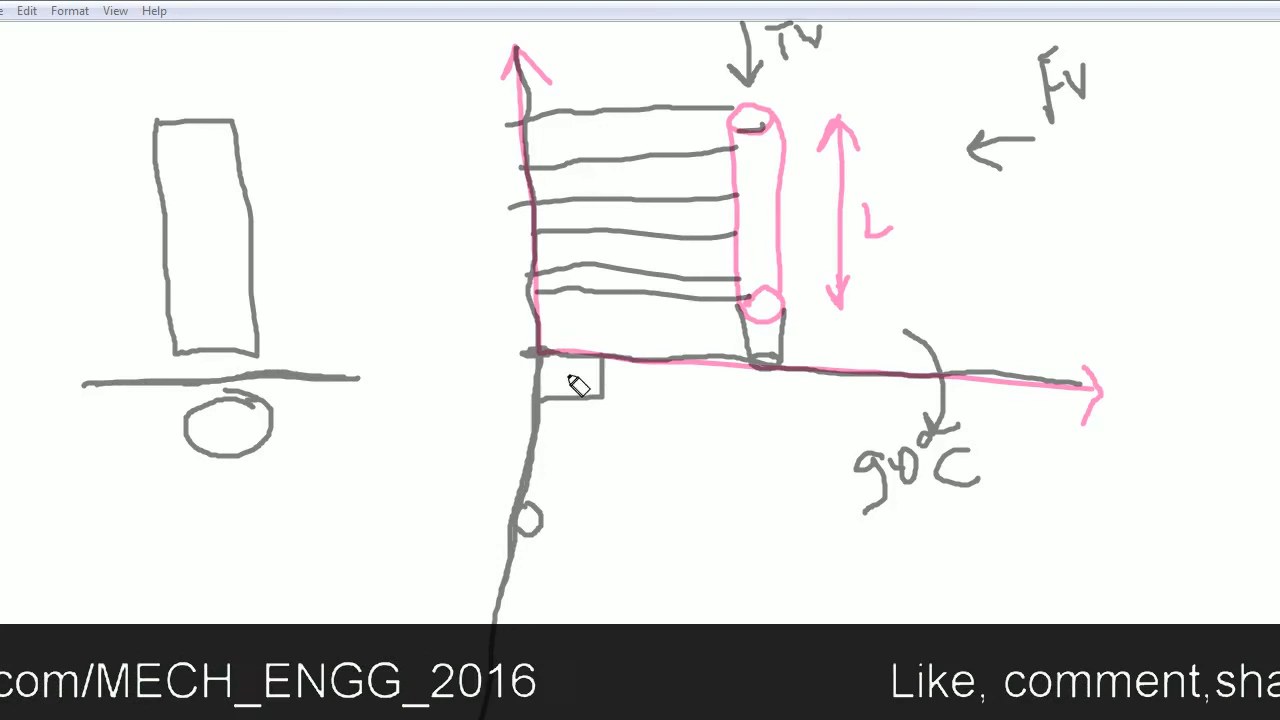 Edit Format View Help
TV
FV
L
90°C
.com/MECH_ENGG_2016
Like, comment,sha